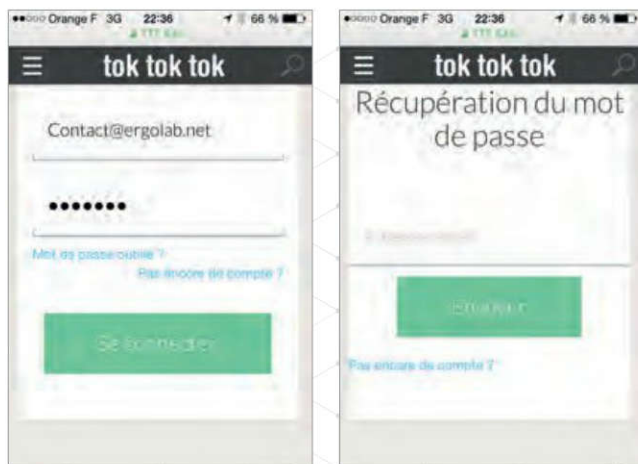 Orange F 3G 22:36 66 %
tok tok tok
Contact@ergolab.net
•••••••
Mot de passe oublié ?
Pas encore de compte ?
Se connecter
Orange F 3G 22:36 66 %
tok tok tok
Récupération du mot
de passe
Envoyer
Pas encore de compte ?